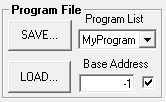 Program File
SAVE...
Program List
MyProgram
LOAD...
Base Address
-1